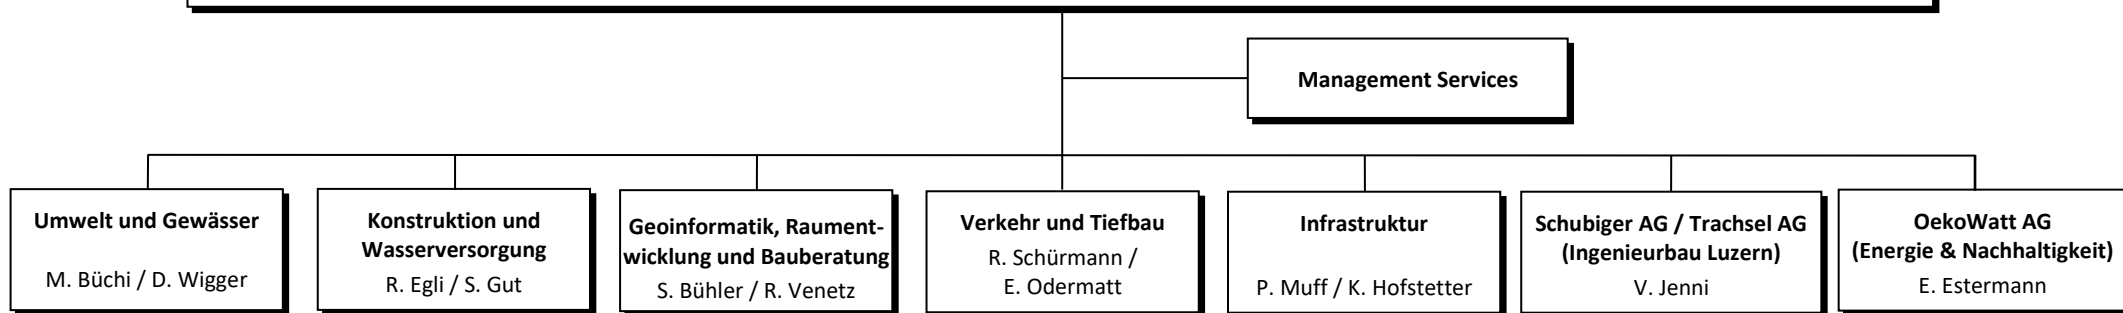 Management Services
Umwelt und Gewässer
M. Büchi / D. Wigger
Konstruktion und
Wasserversorgung
R. Egli / S. Gut
Geoinformatik, Raument-
wicklung und Bauberatung
S. Bühler / R. Venetz
Verkehr und Tiefbau
R. Schürmann /
E. Odermatt
Infrastruktur
P. Muff / K. Hofstetter
Schubiger AG / Trachsel AG
(Ingenieurbau Luzern)
V. Jenni
OekoWatt AG
(Energie & Nachhaltigkeit)
E. Estermann